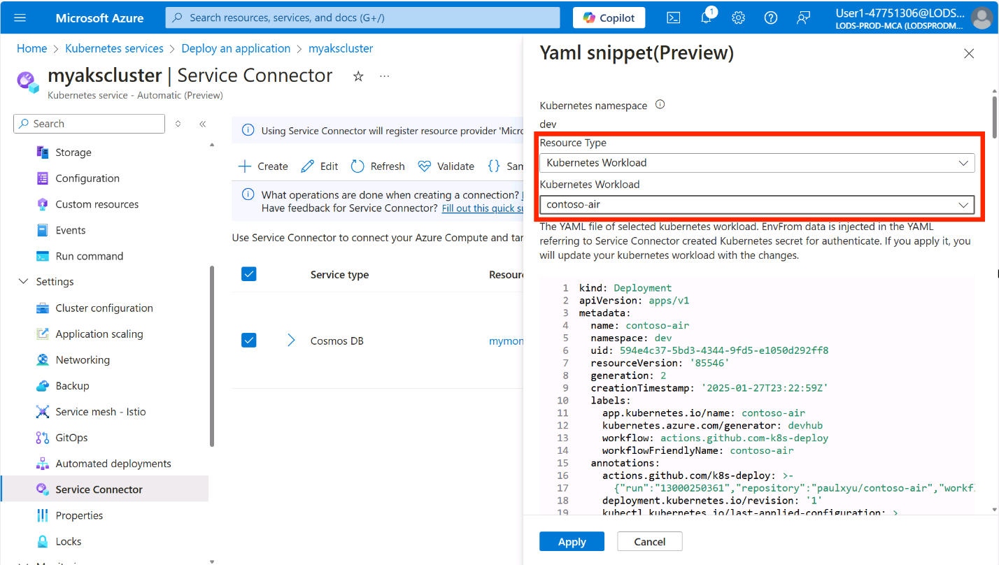 Microsoft Azure
Search resources, services, and docs (G+/)
Copilot
1
User1-47751306@LODS...
LODS-PROD-MCA (LODSPRODM...
Home > Kubernetes services > Deploy an application > myakscluster
myakscluster | Service Connector
...
Kubernetes service - Automatic (Preview)
Search
Storage
Configuration
Custom resources
Events
Run command
Settings
Cluster configuration
Application scaling
Networking
Backup
Service mesh - Istio
GitOps
Automated deployments
Service Connector
Properties
Locks
Using Service Connector will register resource provider 'Micro
Create
Edit
Refresh
Validate
{} Sam
What operations are done when creating a connection?
Have feedback for Service Connector? Fill out this quick su
Use Service Connector to connect your Azure Compute and tar
Service type
Resour
Cosmos DB
mymon
Yaml snippet(Preview)
Kubernetes namespace
dev
Resource Type
Kubernetes Workload
Kubernetes Workload
contoso-air
The YAML file of selected kubernetes workload. EnvFrom data is injected in the YAML
referring to Service Connector created Kubernetes secret for authenticate. If you apply it, you
will update your kubernetes workload with the changes.
1 kind: Deployment
2 apiVersion: apps/v1
3 metadata:
4 name: contoso-air
5 namespace: dev
6 uid: 594e4c37-5bd3-4344-9fd5-e1050d292ff8
7 resourceVersion: '85546'
8 generation: 2
9 creationTimestamp: '2025-01-27T23:22:59Z'
10 labels:
11 app.kubernetes.io/name: contoso-air
12 kubernetes.azure.com/generator: devhub
13 workflow: actions.github.com-k8s-deploy
14 workflowFriendlyName: contoso-air
15 annotations:
16 actions.github.com/k8s-deploy: >-
17 {"run":"13000250361","repository":"paulxyu/contoso-air","workf
18 deployment.kubernetes.io/revision: '1'
19 kubectl.kubernetes.io/last-applied-configuration: >
Apply
Cancel